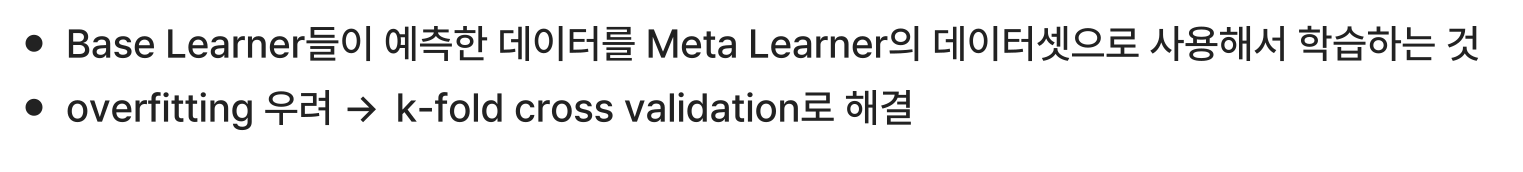 • Base Learner들이 예측한 데이터를 Meta Learner의 데이터셋으로 사용해서 학습하는 것
• overfitting 우려 → k-fold cross validation로 해결